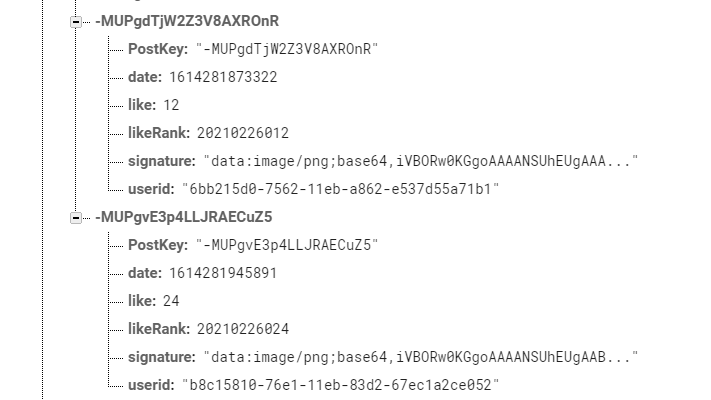 -MUPgdTjW2Z3V8AXROnR
PostKey: "-MUPgdTjW2Z3V8AXROnR"
date: 1614281873322
like: 12
likeRank: 20210226012
signature: "data:image/png;base64,iVBORw0KGgoAAAANSUhEUgAAA..."
userid: "6bb215d0-7562-11eb-a862-e537d55a71b1"
-MUPgvE3p4LLJRAECuZ5
PostKey: "-MUPgvE3p4LLJRAECuZ5"
date: 1614281945891
like: 24
likeRank: 20210226024
signature: "data:image/png;base64,iVBORw0KGgoAAAANSUhEUgAAB..."
userid: "b8c15810-76e1-11eb-83d2-67ec1a2ce052"